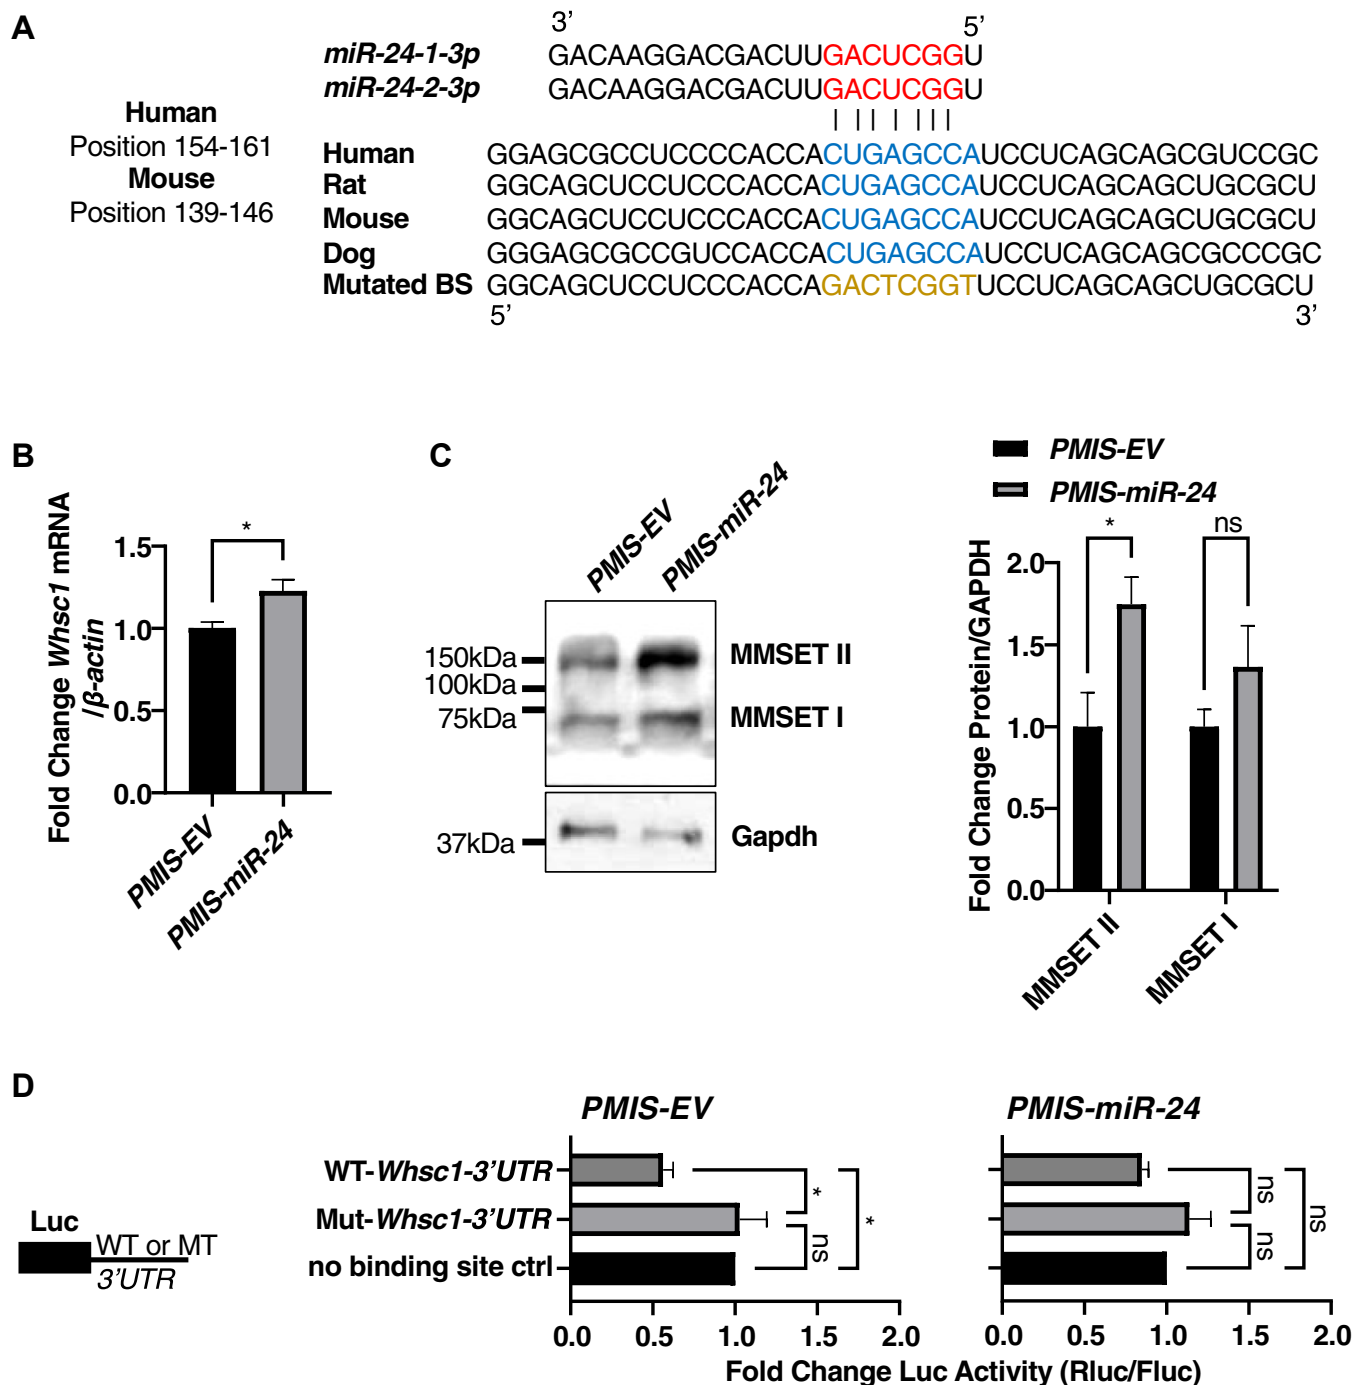 A
3’ 5’
miR-24-1-3p GACAAGGACGACUUGACUCGGU
miR-24-2-3p GACAAGGACGACUUGACUCGGU
Human
Position 154-161
Mouse
Position 139-146
Human GGAGCGCCUCCCCACCACUGAGCCAUCCUCAGCAGCGUCCGC
Rat GGCAGCUCCUCCCACCACUGAGCCAUCCUCAGCAGCUGCGCU
Mouse GGCAGCUCCUCCCACCACUGAGCCAUCCUCAGCAGCUGCGCU
Dog GGGAGCGCCGUCCACCACUGAGCCAUCCUCAGCAGCGCCCGC
Mutated BS GGCAGCUCCUCCCACCAGACTCGGTUCCUCAGCAGCUGCGCU
5’ 3’
B
Fold Change Whsc1 mRNA
/β-actin
1.5
1.0
0.5
0.0
*
PMIS-EV
PMIS-miR-24
C
PMIS-EV
PMIS-miR-24
150kDa
100kDa
75kDa
37kDa
MMSET II
MMSET I
Gapdh
PMIS-EV
PMIS-miR-24
Fold Change Protein/GAPDH
2.0
1.5
1.0
0.5
0.0
* ns
MMSET II
MMSET I
D
Luc
WT or MT
3’UTR
PMIS-EV
WT-Whsc1-3’UTR
Mut-Whsc1-3’UTR
no binding site ctrl
*
ns
*
0.0 0.5 1.0 1.5 2.0
PMIS-miR-24
ns
ns
ns
0.0 0.5 1.0 1.5 2.0
Fold Change Luc Activity (Rluc/Fluc)